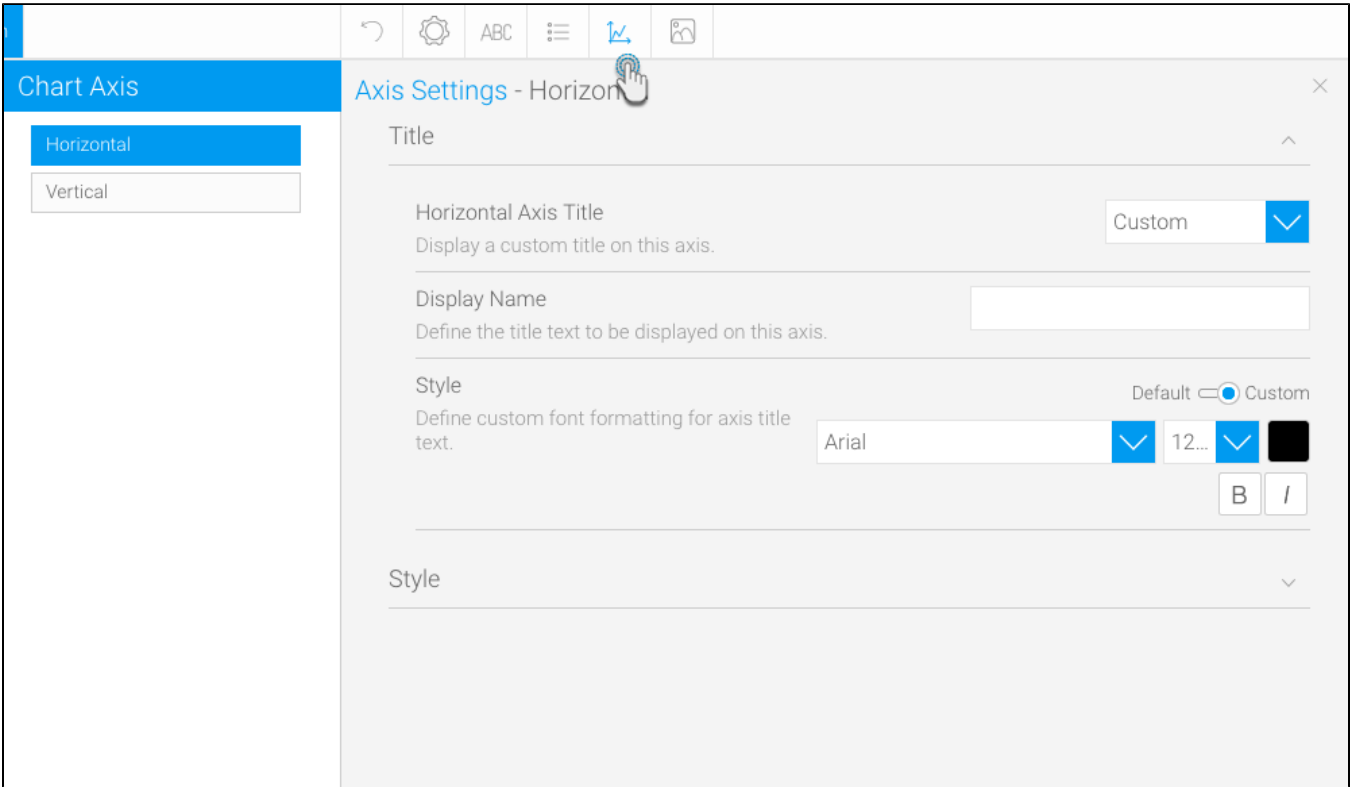 ABC
Chart Axis
Axis Settings - Horizon
Title
Horizontal
Vertical
Horizontal Axis Title
Custom
Display a custom title on this axis.
Display Name
Define the title text to be displayed on this axis.
Style
Default Custom
Define custom font formatting for axis title
text.
Arial 12...
B I
Style